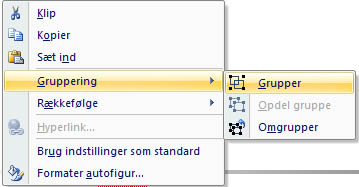 Klip
Kopier
Sæt ind
Gruppering
Rækkefølge
Hyperlink...
Brug indstillinger som standard
Formater autofigur...
Grupper
Opdel gruppe
Omgrupper